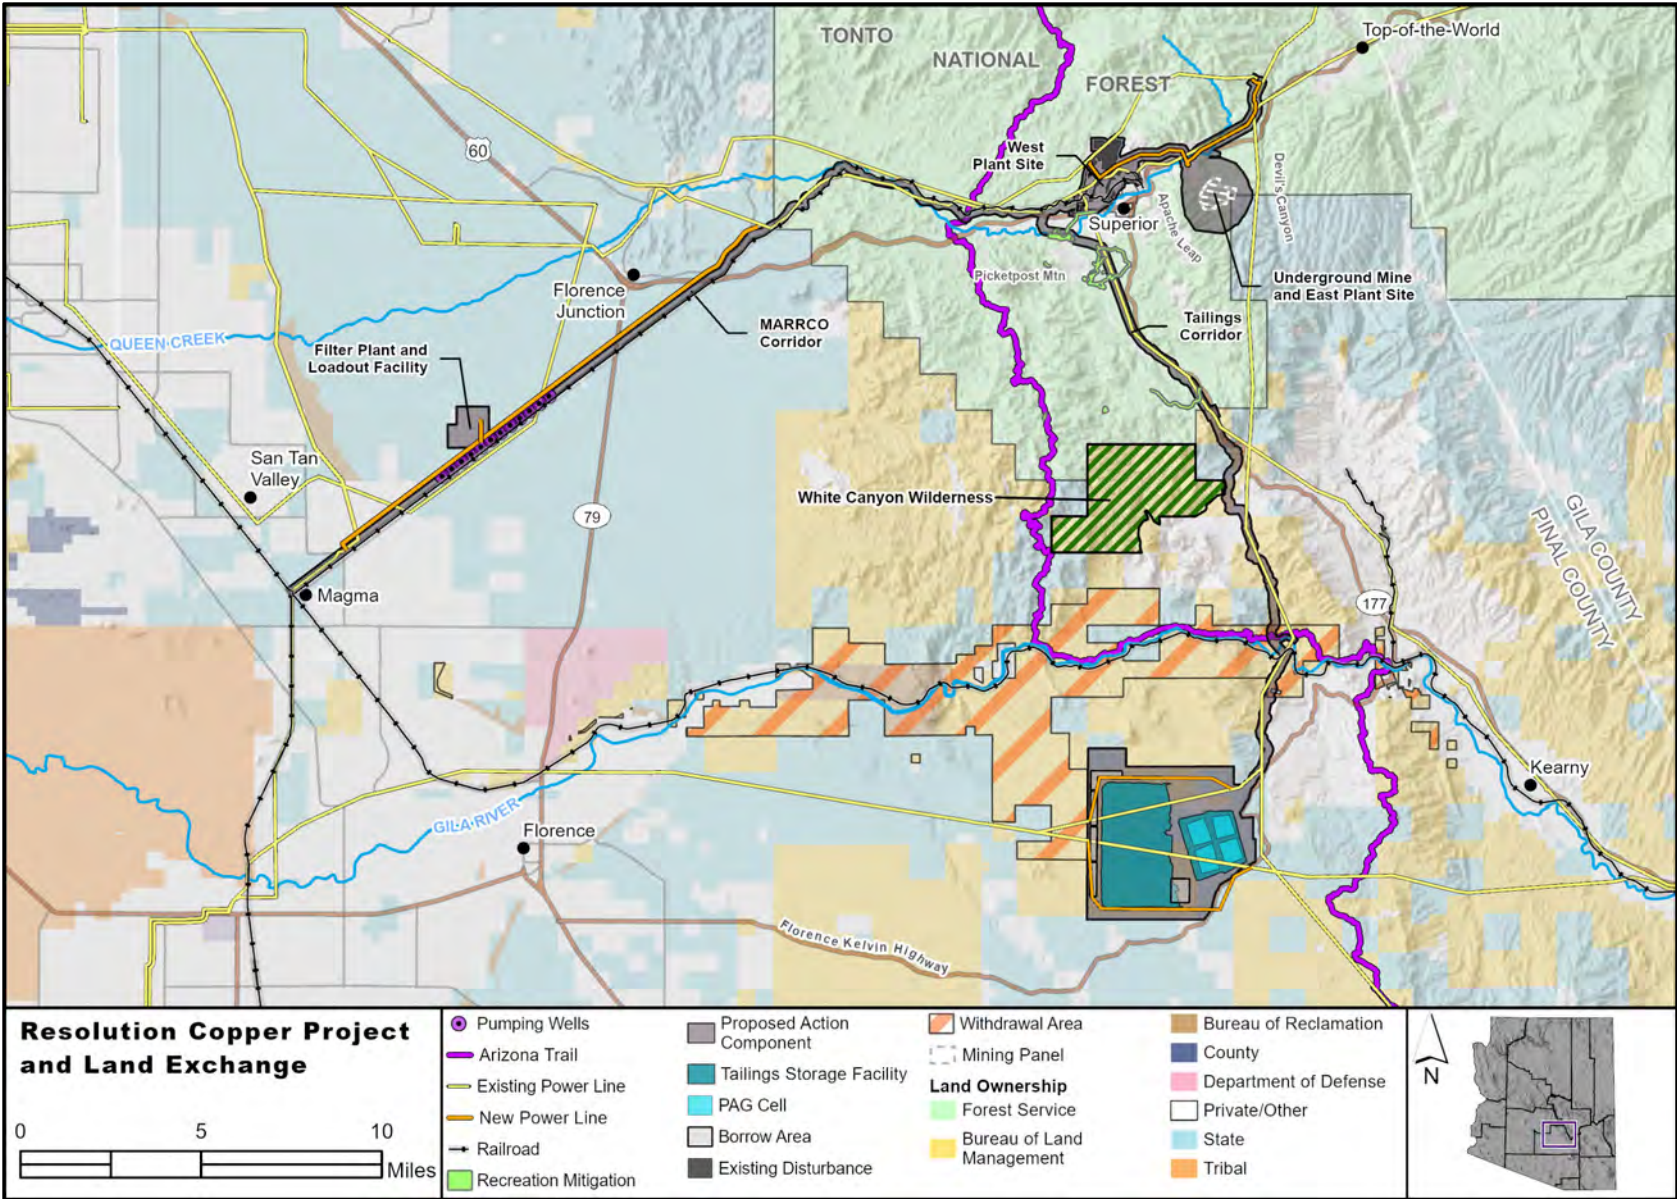 TONTO
NATIONAL
FOREST
Top-of-the-World
60
West
Plant Site
Devil's Canyon
Apache Leap
Superior
Picketpost Mtn
Underground Mine
and East Plant Site
Florence
Junction
MARRCO
Corridor
Tailings
Corridor
QUEEN CREEK
Filter Plant and
Loadout Facility
San Tan
Valley
79
White Canyon Wilderness
GILA COUNTY
PINAL COUNTY
Magma
177
Kearny
GILA RIVER
Florence
Florence Kelvin Highway
Resolution Copper Project
and Land Exchange
0 5 10
Miles
Pumping Wells
Arizona Trail
Existing Power Line
New Power Line
Railroad
Recreation Mitigation
Proposed Action
Component
Tailings Storage Facility
PAG Cell
Borrow Area
Existing Disturbance
Withdrawal Area
Mining Panel
Land Ownership
Forest Service
Bureau of Land
Management
Bureau of Reclamation
County
Department of Defense
Private/Other
State
Tribal
N